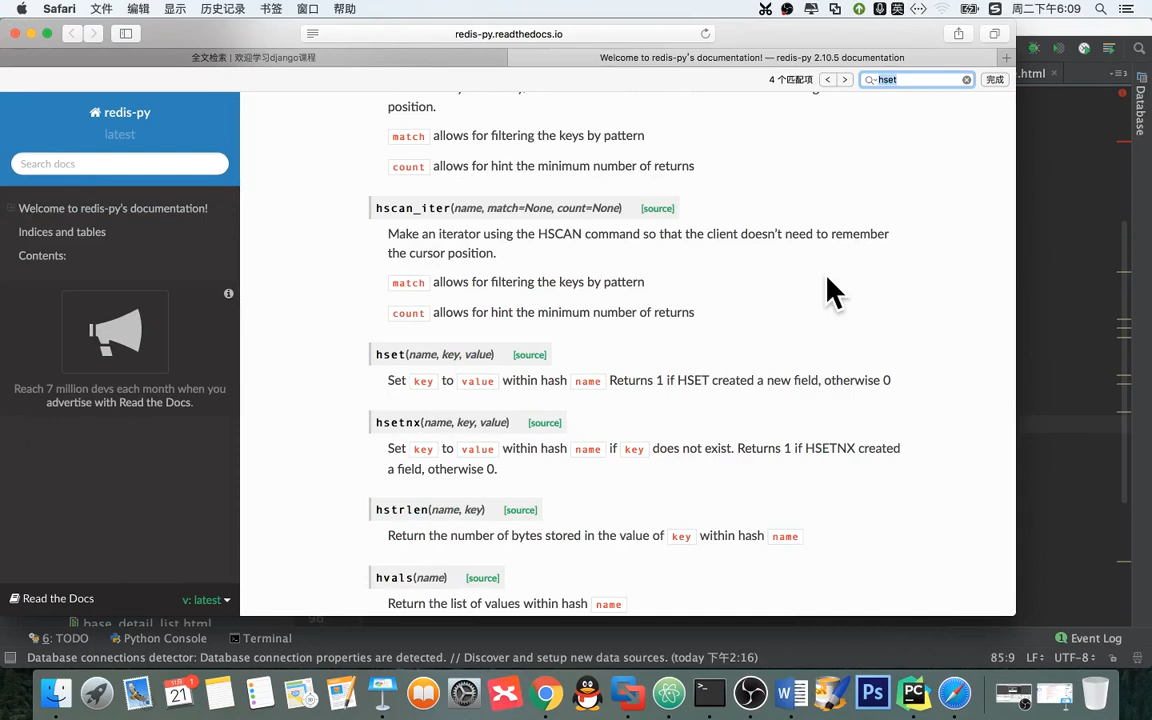 Safari 文件 编辑 显示 历史记录 书签 窗口 帮助 英 周二下午6:09
redis-py.readthedocs.io
全文检索 | 欢迎学习django课程 Welcome to redis-py's documentation! — redis-py 2.10.5 documentation
4 个匹配项 < > hset 完成
.html
Database
redis-py
latest
Search docs
Welcome to redis-py's documentation!
Indices and tables
Contents:
Reach 7 million devs each month when you
advertise with Read the Docs.
Read the Docs v: latest
position.
match allows for filtering the keys by pattern
count allows for hint the minimum number of returns
hscan_iter(name, match=None, count=None) [source]
Make an iterator using the HSCAN command so that the client doesn't need to remember
the cursor position.
match allows for filtering the keys by pattern
count allows for hint the minimum number of returns
hset(name, key, value) [source]
Set key to value within hash name Returns 1 if HSET created a new field, otherwise 0
hsetnx(name, key, value) [source]
Set key to value within hash name if key does not exist. Returns 1 if HSETNX created
a field, otherwise 0.
hstrlen(name, key) [source]
Return the number of bytes stored in the value of key within hash name
hvals(name) [source]
Return the list of values within hash name
base_detail_list.html
6: TODO Python Console Terminal 1 Event Log
Database connections detector: Database connection properties are detected. // Discover and setup new data sources. (today 下午2:16) 85:9 LF UTF-8
21